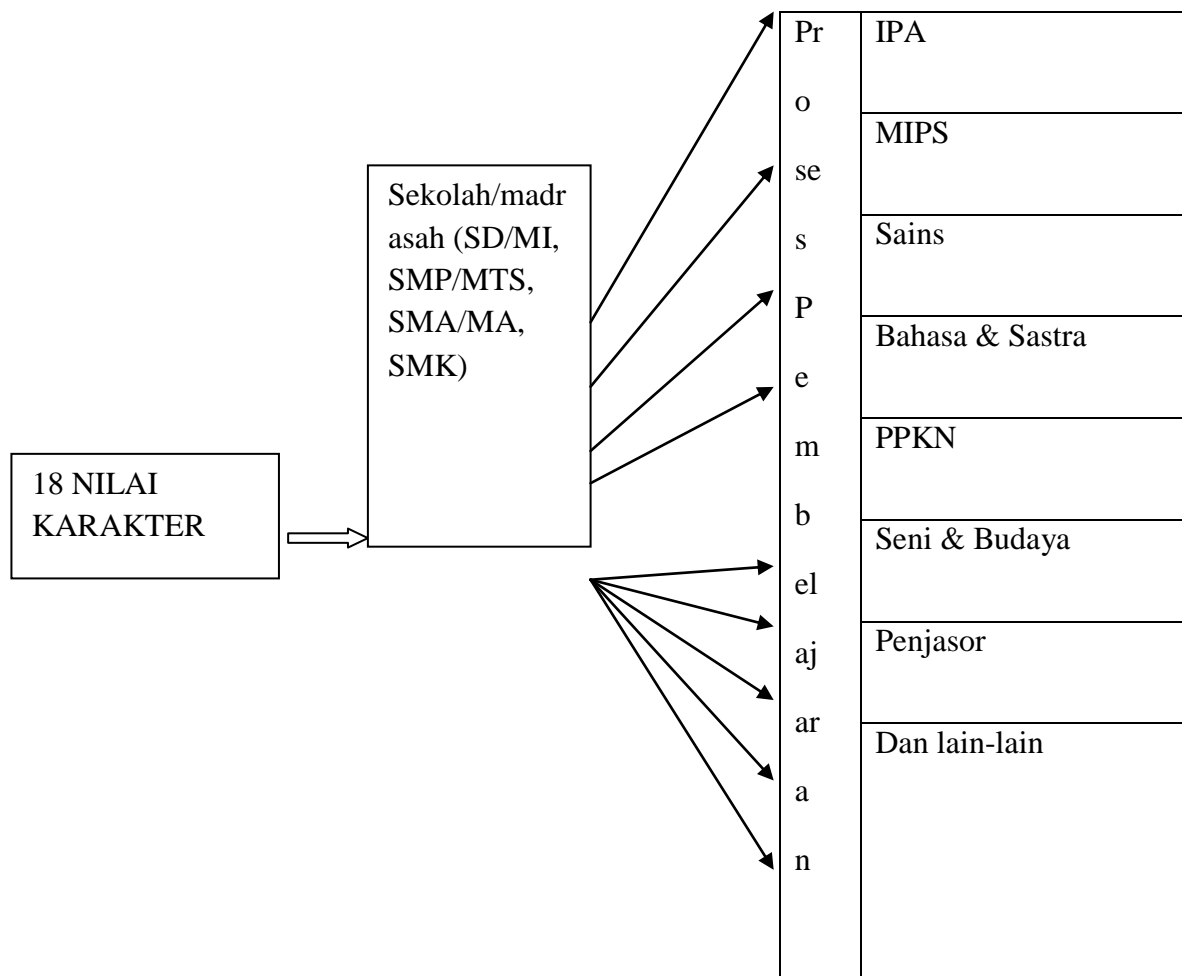 18 NILAI
KARAKTER
Sekolah/madr
asah (SD/MI,
SMP/MTS,
SMA/MA,
SMK)
Pr
o
se
s
P
e
m
b
el
aj
ar
a
n
IPA
MIPS
Sains
Bahasa & Sastra
PPKN
Seni & Budaya
Penjasor
Dan lain-lain